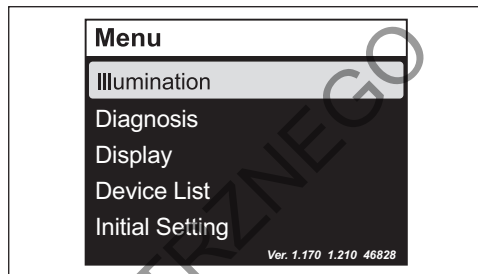 Menu
Illumination
Diagnosis
Display
Device List
Initial Setting
Ver. 1.170 1.210 46828